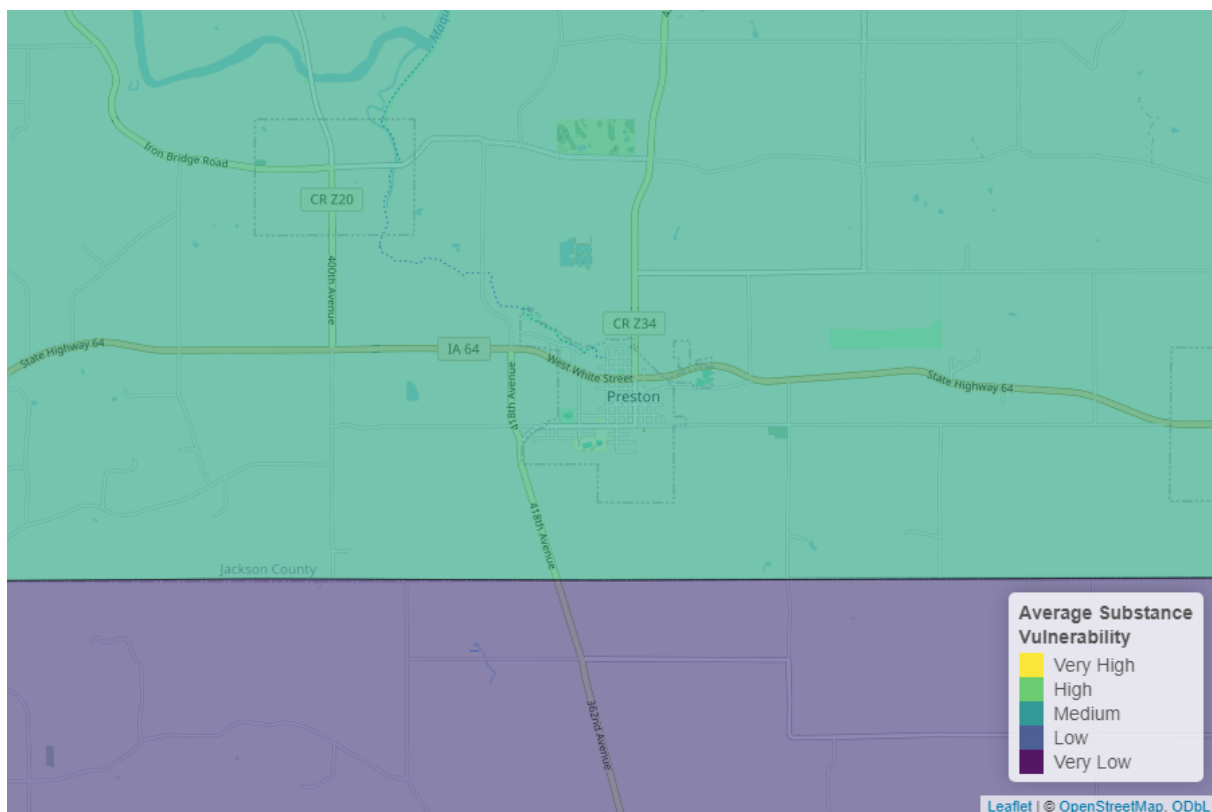 Maqu
4
Iron Bridge Road
CR Z20
400th Avenue
CR Z34
State Highway 64
IA 64
West White Street
418th Avenue
State Highway 64
Preston
418th Avenue
Jackson County
362nd Avenue
Average Substance
Vulnerability
Very High
High
Medium
Low
Very Low
Leaflet | © OpenStreetMap, ODbL